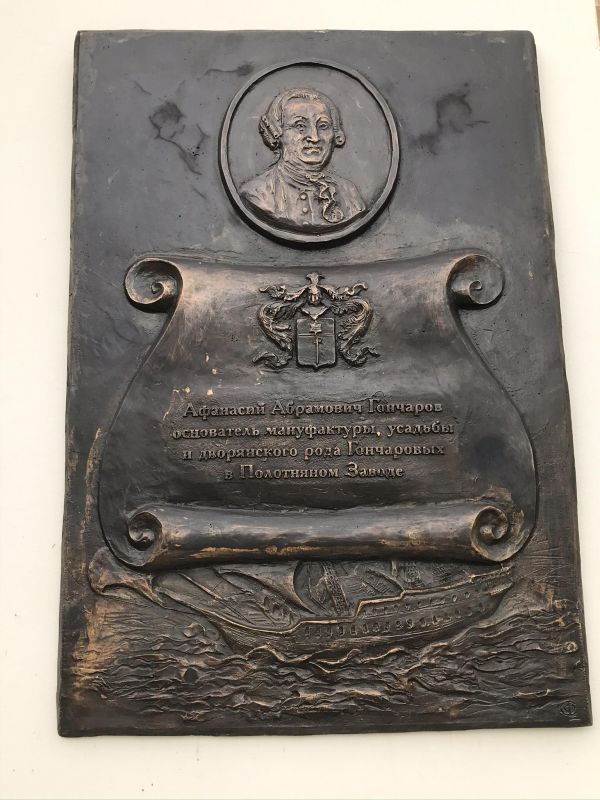 Афанасий Абрамович Гончаров
основатель мануфактуры, усадьбы
и дворянского рода Гончаровых
в Полотняном Заводе